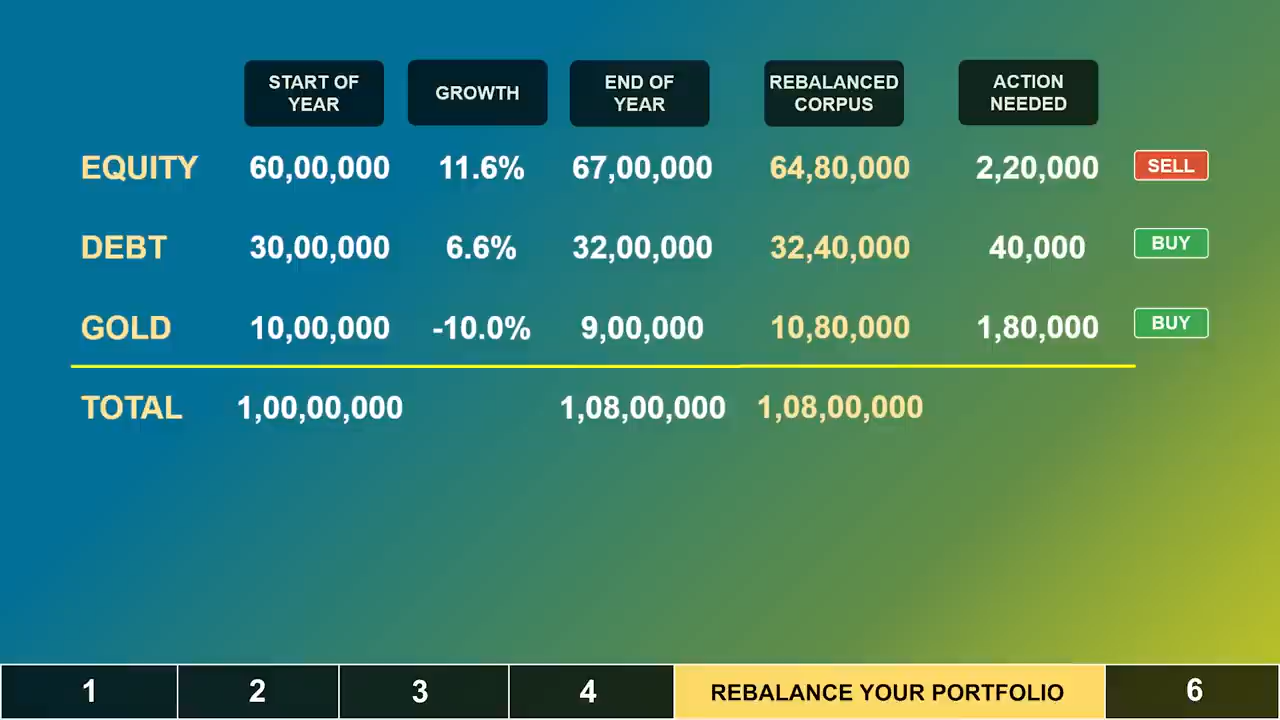 START OF YEAR GROWTH END OF YEAR REBALANCED CORPUS ACTION NEEDED
EQUITY 60,00,000 11.6% 67,00,000 64,80,000 2,20,000 SELL
DEBT 30,00,000 6.6% 32,00,000 32,40,000 40,000 BUY
GOLD 10,00,000 -10.0% 9,00,000 10,80,000 1,80,000 BUY
TOTAL 1,00,00,000 1,08,00,000 1,08,00,000
1 2 3 4 REBALANCE YOUR PORTFOLIO 6